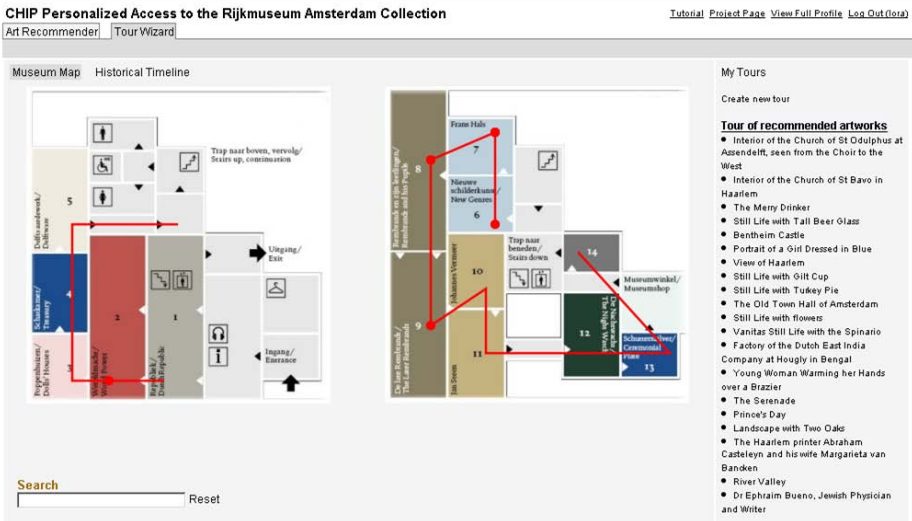 CHIP Personalized Access to the Rijkmuseum Amsterdam Collection
Tutorial Project Page View Full Profile Log Out (lora)
Art Recommender Tour Wizard
Museum Map Historical Timeline
Trap naar boven, vervolg/
Stairs up, continuation
5
Delfts aardewerk/
Delftware
Uitgang/
Exit
4
Schatkamer/
Treasury
2
1
Poppenhuizen/
Dolls' Houses
3
Wereldmacht/
World Power
Republiek/
Dutch Republic
i
Ingang/
Entrance
Frans Hals
7
8
Rembrandt en zijn leerlingen/
Rembrandt and his Pupils
Nieuwe
schilderkunst/
New Genres
6
Trap naar
beneden/
Stairs down
14
10
Johannes Vermeer
Museumwinkel/
Museumshop
9
De late Rembrandt/
The Later Rembrandt
12
De Nachtwacht/
The Night Watch
11
Jan Steen
Ceremonial
Plate
13
Search
Reset
My Tours
Create new tour
Tour of recommended artworks
Interior of the Church of St Odulphus at
Assendelft, seen from the Choir to the
West
Interior of the Church of St Bavo in
Haarlem
The Merry Drinker
Still Life with Tall Beer Glass
Bentheim Castle
Portrait of a Girl Dressed in Blue
View of Haarlem
Still Life with Gilt Cup
Still Life with Turkey Pie
The Old Town Hall of Amsterdam
Still Life with flowers
Vanitas Still Life with the Spinario
Factory of the Dutch East India
Company at Hougly in Bengal
Young Woman Warming her Hands
over a Brazier
The Serenade
Prince's Day
Landscape with Two Oaks
The Haarlem printer Abraham
Casteleyn and his wife Margarieta van
Bancken
River Valley
Dr Ephraim Bueno, Jewish Physician
and Writer